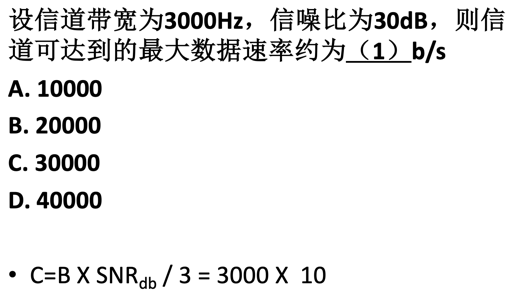 设信道带宽为3000Hz，信噪比为30dB，则信
道可达到的最大数据速率约为（1）b/s
A. 10000
B. 20000
C. 30000
D. 40000
• C=B X SNRdb / 3 = 3000 X 10